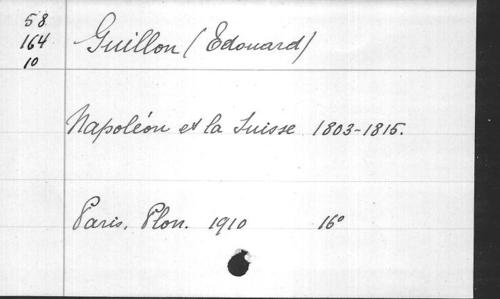 58
164
10
Guillon (Edouard)
Napoléon et la Suisse 1803-1815.
Paris, Plon. 1910 16°